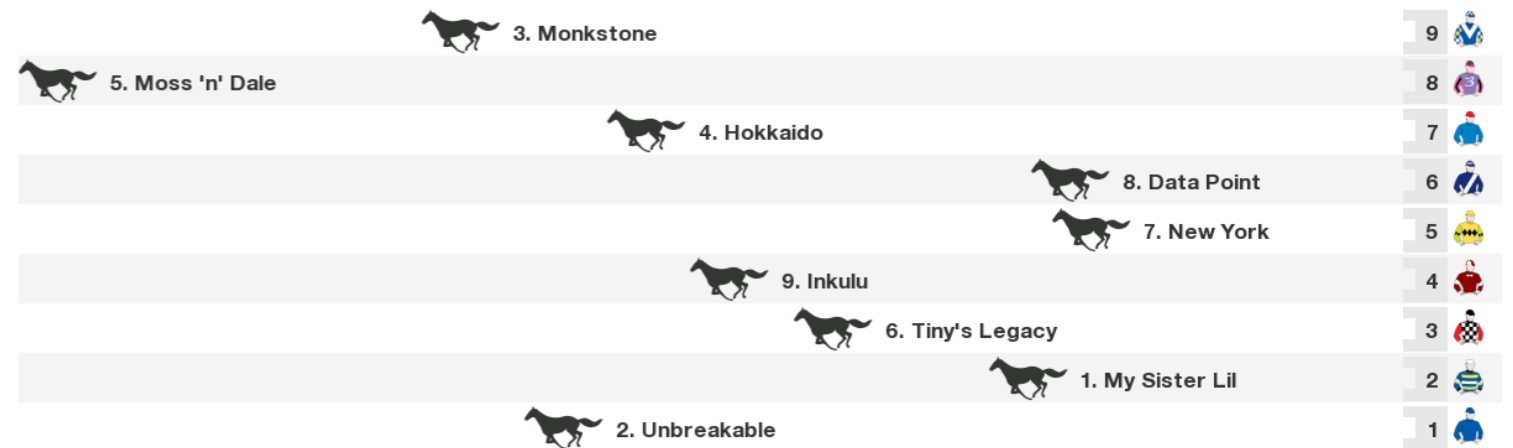 3. Monkstone 9
5. Moss 'n' Dale 8 3
4. Hokkaido 7
8. Data Point 6
7. New York 5
9. Inkulu 4
6. Tiny's Legacy 3
1. My Sister Lil 2
2. Unbreakable 1